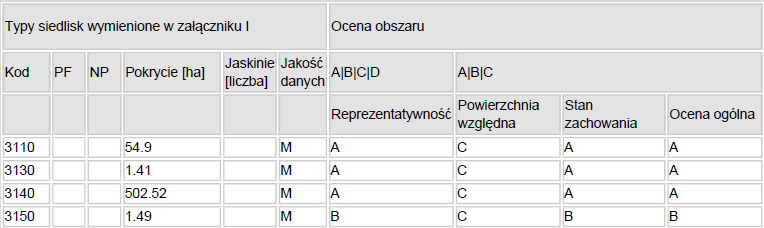 Typy siedlisk wymienione w załączniku I Ocena obszaru
Kod PF NP Pokrycie [ha] Jaskinie [liczba] Jakość danych A|B|C|D A|B|C
Reprezentatywność Powierzchnia względna Stan zachowania Ocena ogólna
3110 54.9 M A C A A
3130 1.41 M A C A A
3140 502.52 M A C A A
3150 1.49 M B C B B